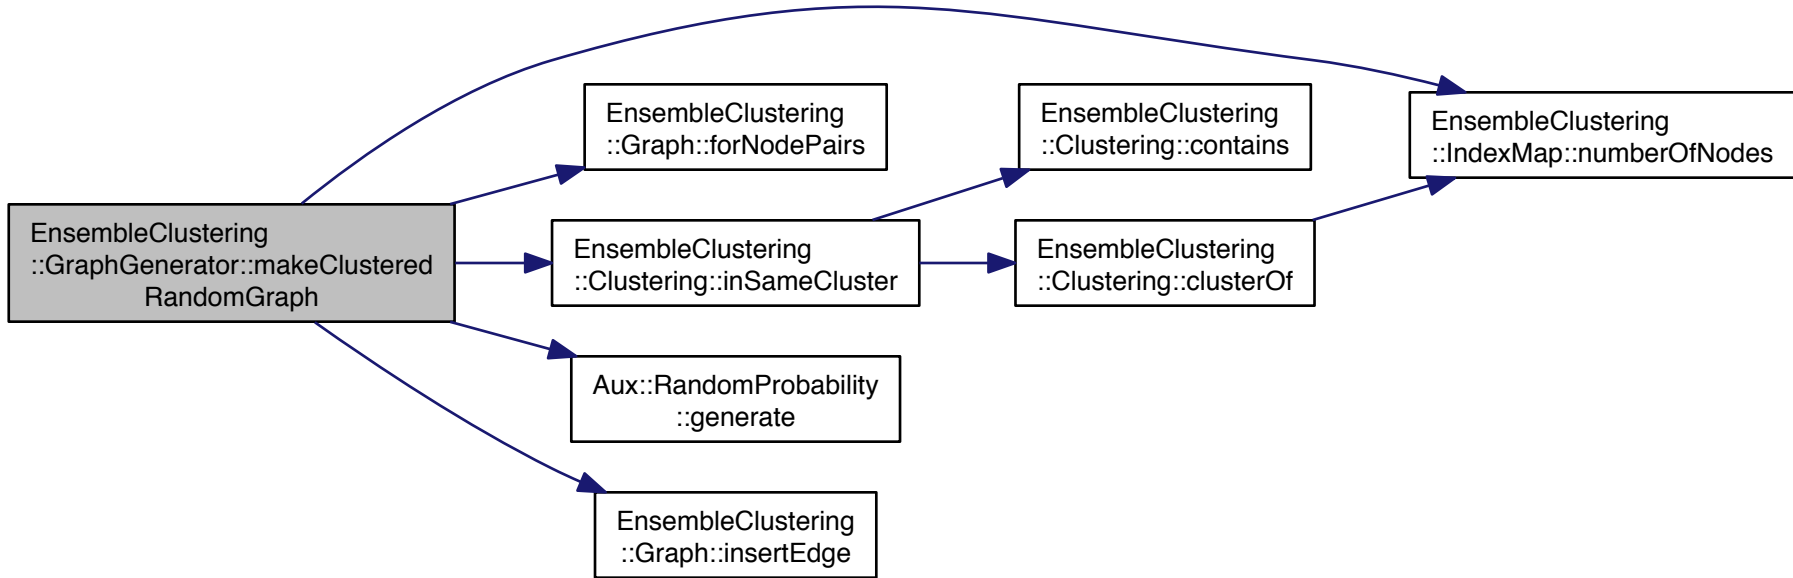 EnsembleClustering
::GraphGenerator::makeClustered
RandomGraph
EnsembleClustering
::Graph::forNodePairs
EnsembleClustering
::Clustering::inSameCluster
Aux::RandomProbability
::generate
EnsembleClustering
::Graph::insertEdge
EnsembleClustering
::Clustering::contains
EnsembleClustering
::Clustering::clusterOf
EnsembleClustering
::IndexMap::numberOfNodes